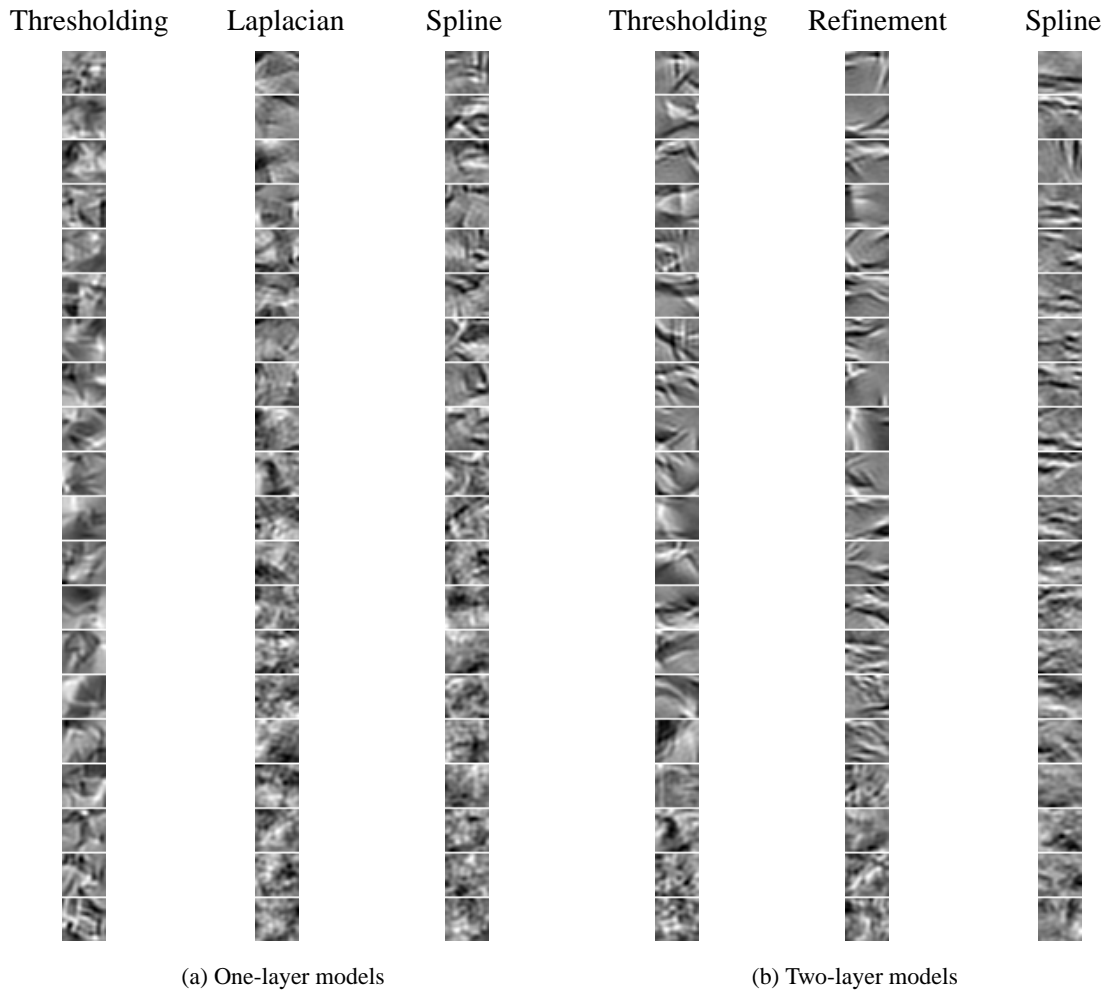 Thresholding Laplacian Spline Thresholding Refinement Spline
(a) One-layer models (b) Two-layer models